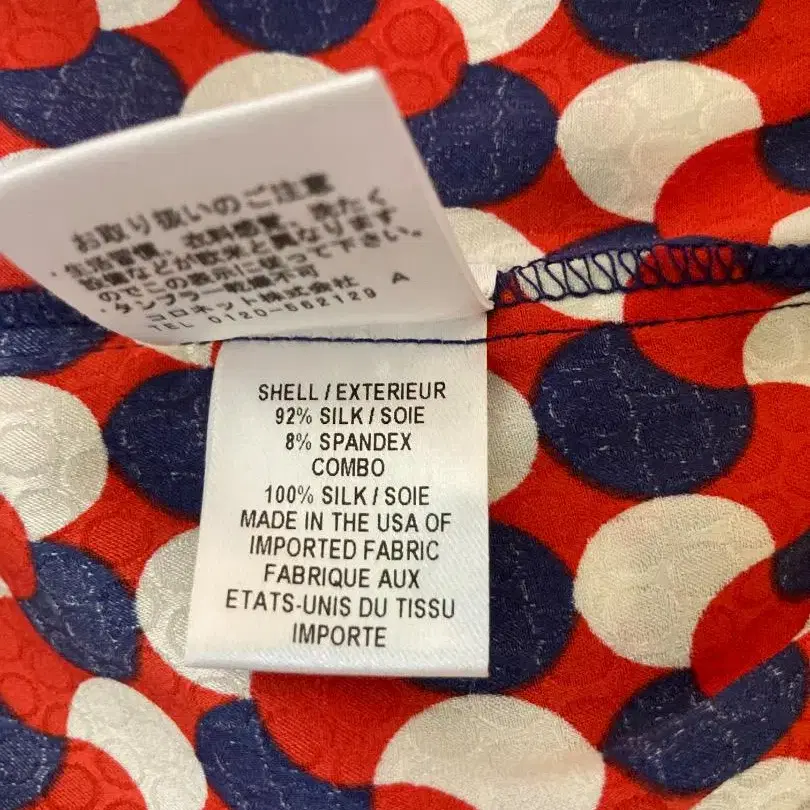 お取り扱いのご注意
・生活習慣、衣料感覚、洗たく
設備などが欧米と異なります
のでこの表示に従って下さい。
・タンブラー乾燥不可
コロネット株式会社 A
TEL 0120-582129
SHELL / EXTERIEUR
92% SILK / SOIE
8% SPANDEX
COMBO
100% SILK / SOIE
MADE IN THE USA OF
IMPORTED FABRIC
FABRIQUE AUX
ETATS-UNIS DU TISSU
IMPORTE